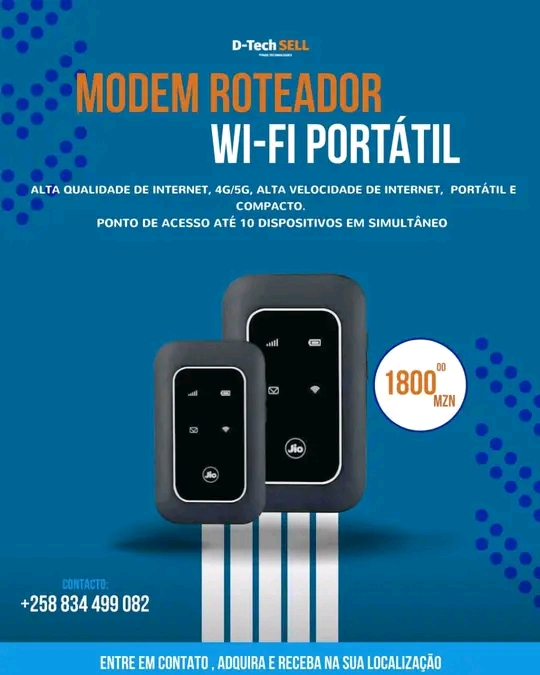 D-Tech SELL
MODEM ROTEADOR
WI-FI PORTÁTIL
ALTA QUALIDADE DE INTERNET, 4G/5G, ALTA VELOCIDADE DE INTERNET, PORTÁTIL E
COMPACTO.
PONTO DE ACESSO ATÉ 10 DISPOSITIVOS EM SIMULTÂNEO
1800 00
MZN
Jio
Jio
CONTACTO:
+258 834 499 082
ENTRE EM CONTATO , ADQUIRA E RECEBA NA SUA LOCALIZAÇÃO